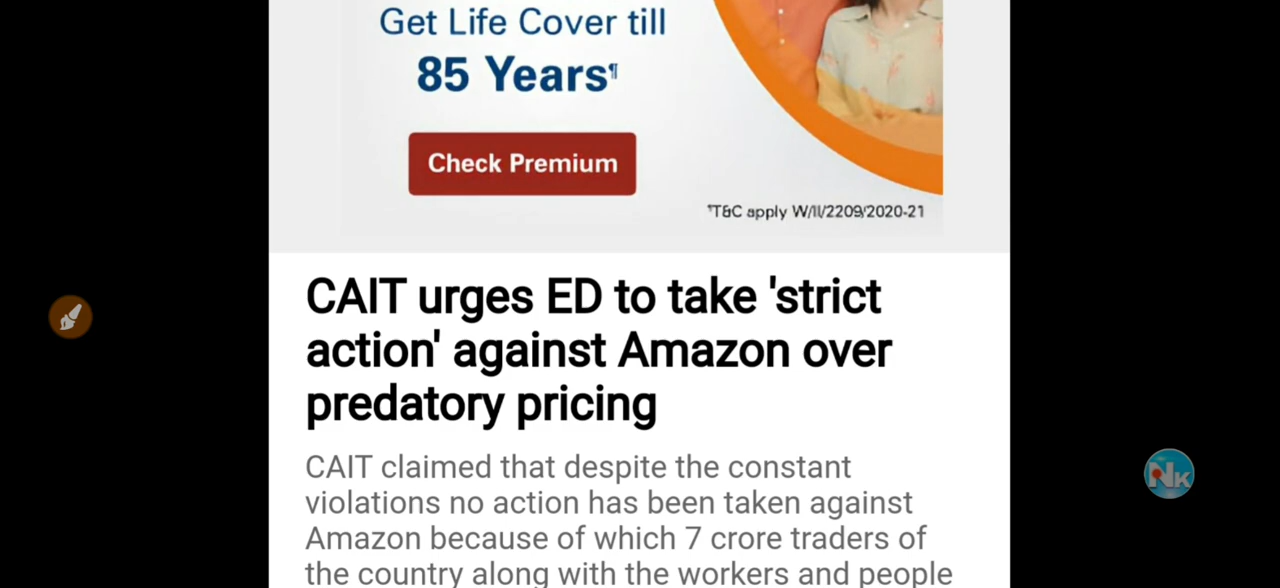 Get Life Cover till
85 Years¶
Check Premium
¶T&C apply W/II/2209/2020-21
CAIT urges ED to take 'strict
action' against Amazon over
predatory pricing
CAIT claimed that despite the constant
violations no action has been taken against
Amazon because of which 7 crore traders of
the country along with the workers and people
NK